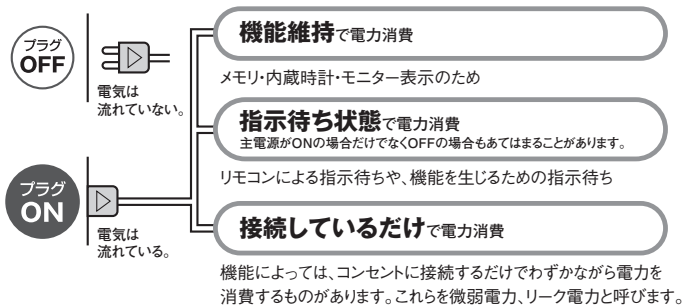 プラグ
OFF
電気は
流れていない。
プラグ
ON
電気は
流れている。
機能維持で電力消費
メモリ・内蔵時計・モニター表示のため
指示待ち状態で電力消費
主電源がONの場合だけでなくOFFの場合もあてはまることがあります。
リモコンによる指示待ちや、機能を生じるための指示待ち
接続しているだけで電力消費
機能によっては、コンセントに接続するだけでわずかながら電力を
消費するものがあります。これらを微弱電力、リーク電力と呼びます。